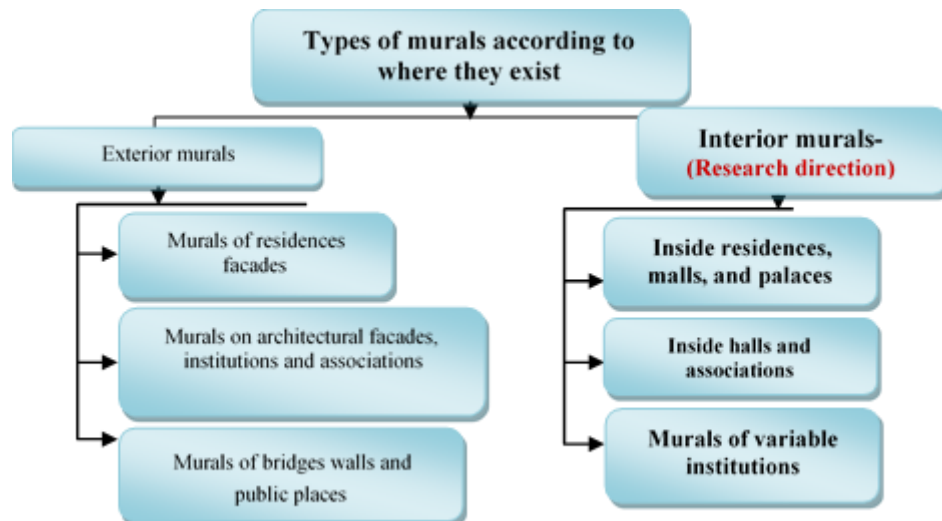 Types of murals according to
where they exist
Exterior murals
Murals of residences
facades
Murals on architectural facades,
institutions and associations
Murals of bridges walls and
public places
Interior murals-
(Research direction)
Inside residences,
malls, and palaces
Inside halls and
associations
Murals of variable
institutions